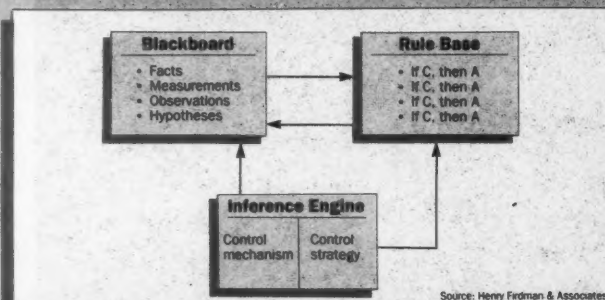 Blackboard
• Facts
• Measurements
• Observations
• Hypotheses
Rule Base
• If C, then A
• If C, then A
• If C, then A
• If C, then A
Inference Engine
Control mechanism
Control strategy
Source: Henry Firdman & Associates